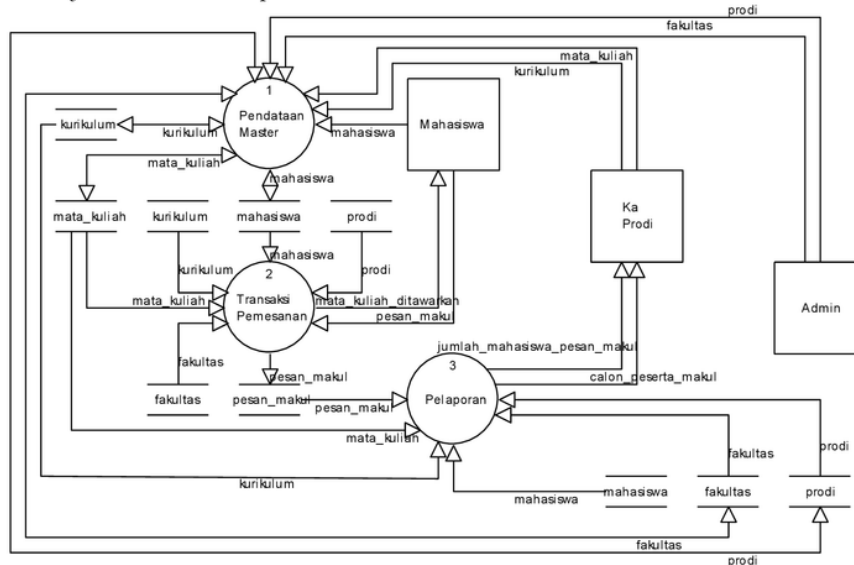 prodi
fakultas
mata_kuliah
kurikulum
1
Pendataan
Master
kurikulum
kurikulum
mahasiswa
Mahasiswa
mata_kuliah
mahasiswa
mata_kuliah
kurikulum
mahasiswa
prodi
Ka
Prodi
mahasiswa
kurikulum
prodi
2
Transaksi
Pemesanan
mata_kuliah
mata_kuliah_ditawarkan
pesan_makul
Admin
jumlah_mahasiswa_pesan_makul
fakultas
3
Pelaporan
pesan_makul
calon_peserta_makul
fakultas
pesan_makul
pesan_makul
mata_kuliah
prodi
fakultas
kurikulum
mahasiswa
mahasiswa
fakultas
prodi
fakultas
prodi